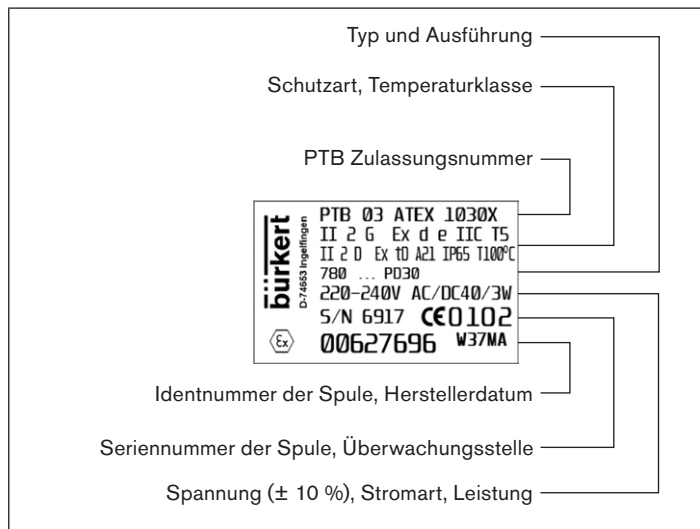 Typ und Ausführung
Schutzart, Temperaturklasse
PTB Zulassungsnummer
bürkert
D-74653 Ingelfingen
PTB 03 ATEX 1030X
II 2 G Ex d e IIC T5
II 2 D Ex tD A21 IP65 T100°C
780 ... PD30
220-240V AC/DC40/3W
S/N 6917 CE0102
Ex
00627696 W37MA
Identnummer der Spule, Herstellerdatum
Seriennummer der Spule, Überwachungsstelle
Spannung (± 10 %), Stromart, Leistung